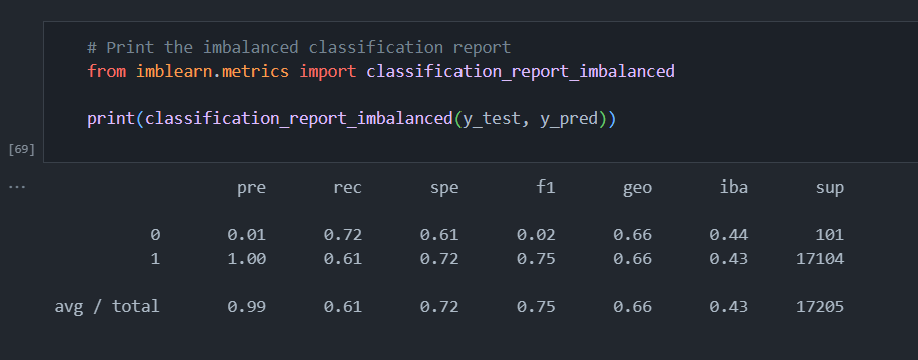 # Print the imbalanced classification report
from imblearn.metrics import classification_report_imbalanced
print(classification_report_imbalanced(y_test, y_pred))
[69]
...
pre rec spe f1 geo iba sup
0 0.01 0.72 0.61 0.02 0.66 0.44 101
1 1.00 0.61 0.72 0.75 0.66 0.43 17104
avg / total 0.99 0.61 0.72 0.75 0.66 0.43 17205